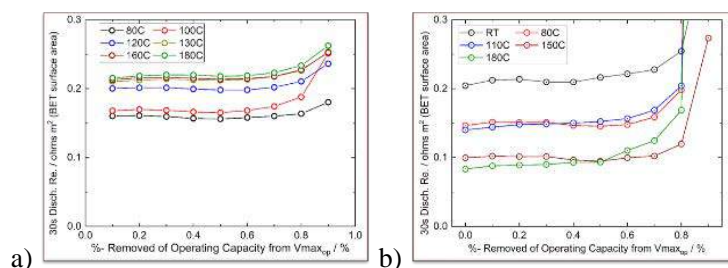 80C 100C
120C 130C
160C 180C
30s Disch. Re. / ohms m² (BET surface area)
0.3
0.2
0.1
0.0
0.0 0.2 0.4 0.6 0.8 1.0
%- Removed of Operating Capacity from Vmax_op / %
a)
RT 80C
110C 150C
180C
30s Disch. Re. / ohms m² (BET surface area)
0.3
0.2
0.1
0.0
0.0 0.2 0.4 0.6 0.8 1.0
%- Removed of Operating Capacity from Vmax_op / %
b)